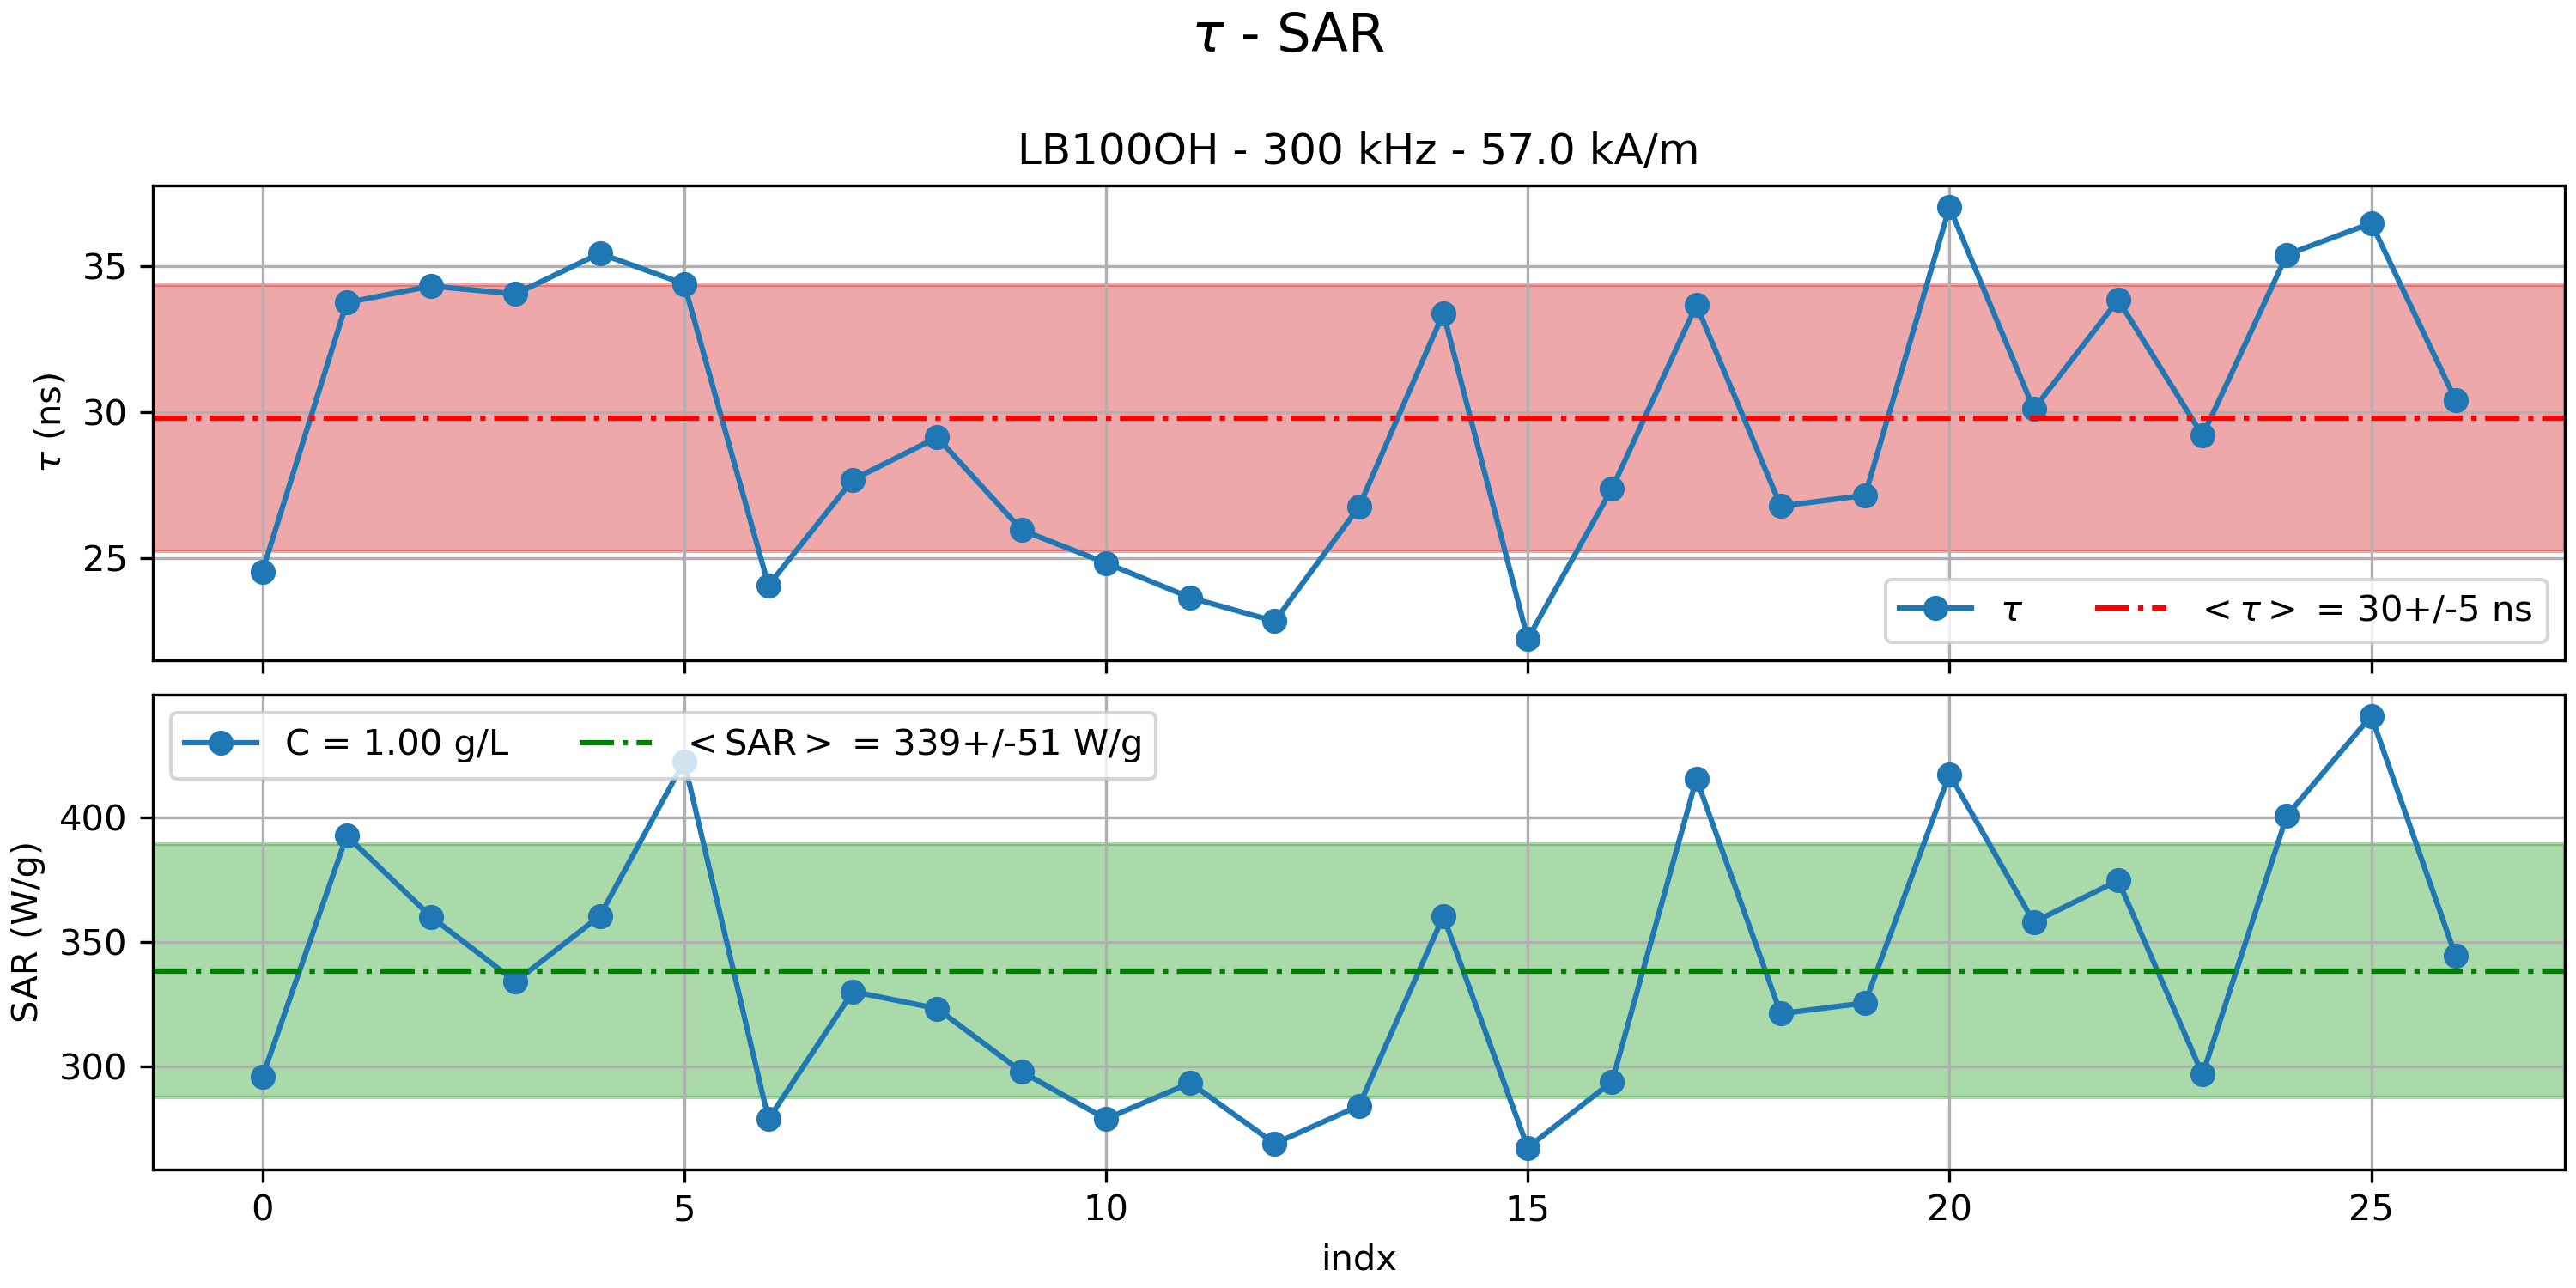 τ - SAR
LB100OH - 300 kHz - 57.0 kA/m
τ (ns)
35
30
25
τ
<τ> = 30+/-5 ns
SAR (W/g)
400
350
300
C = 1.00 g/L
<SAR> = 339+/-51 W/g
0 5 10 15 20 25
indx